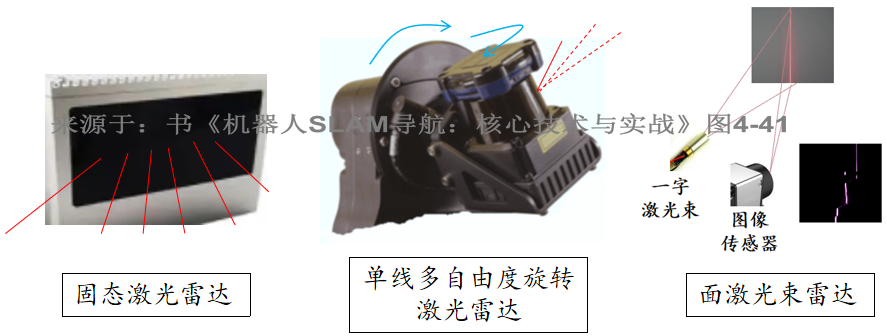 来源于：书《机器人SLAM导航：核心技术与实战》图4-41
一字
激光束
图像
传感器
固态激光雷达
单线多自由度旋转
激光雷达
面激光束雷达